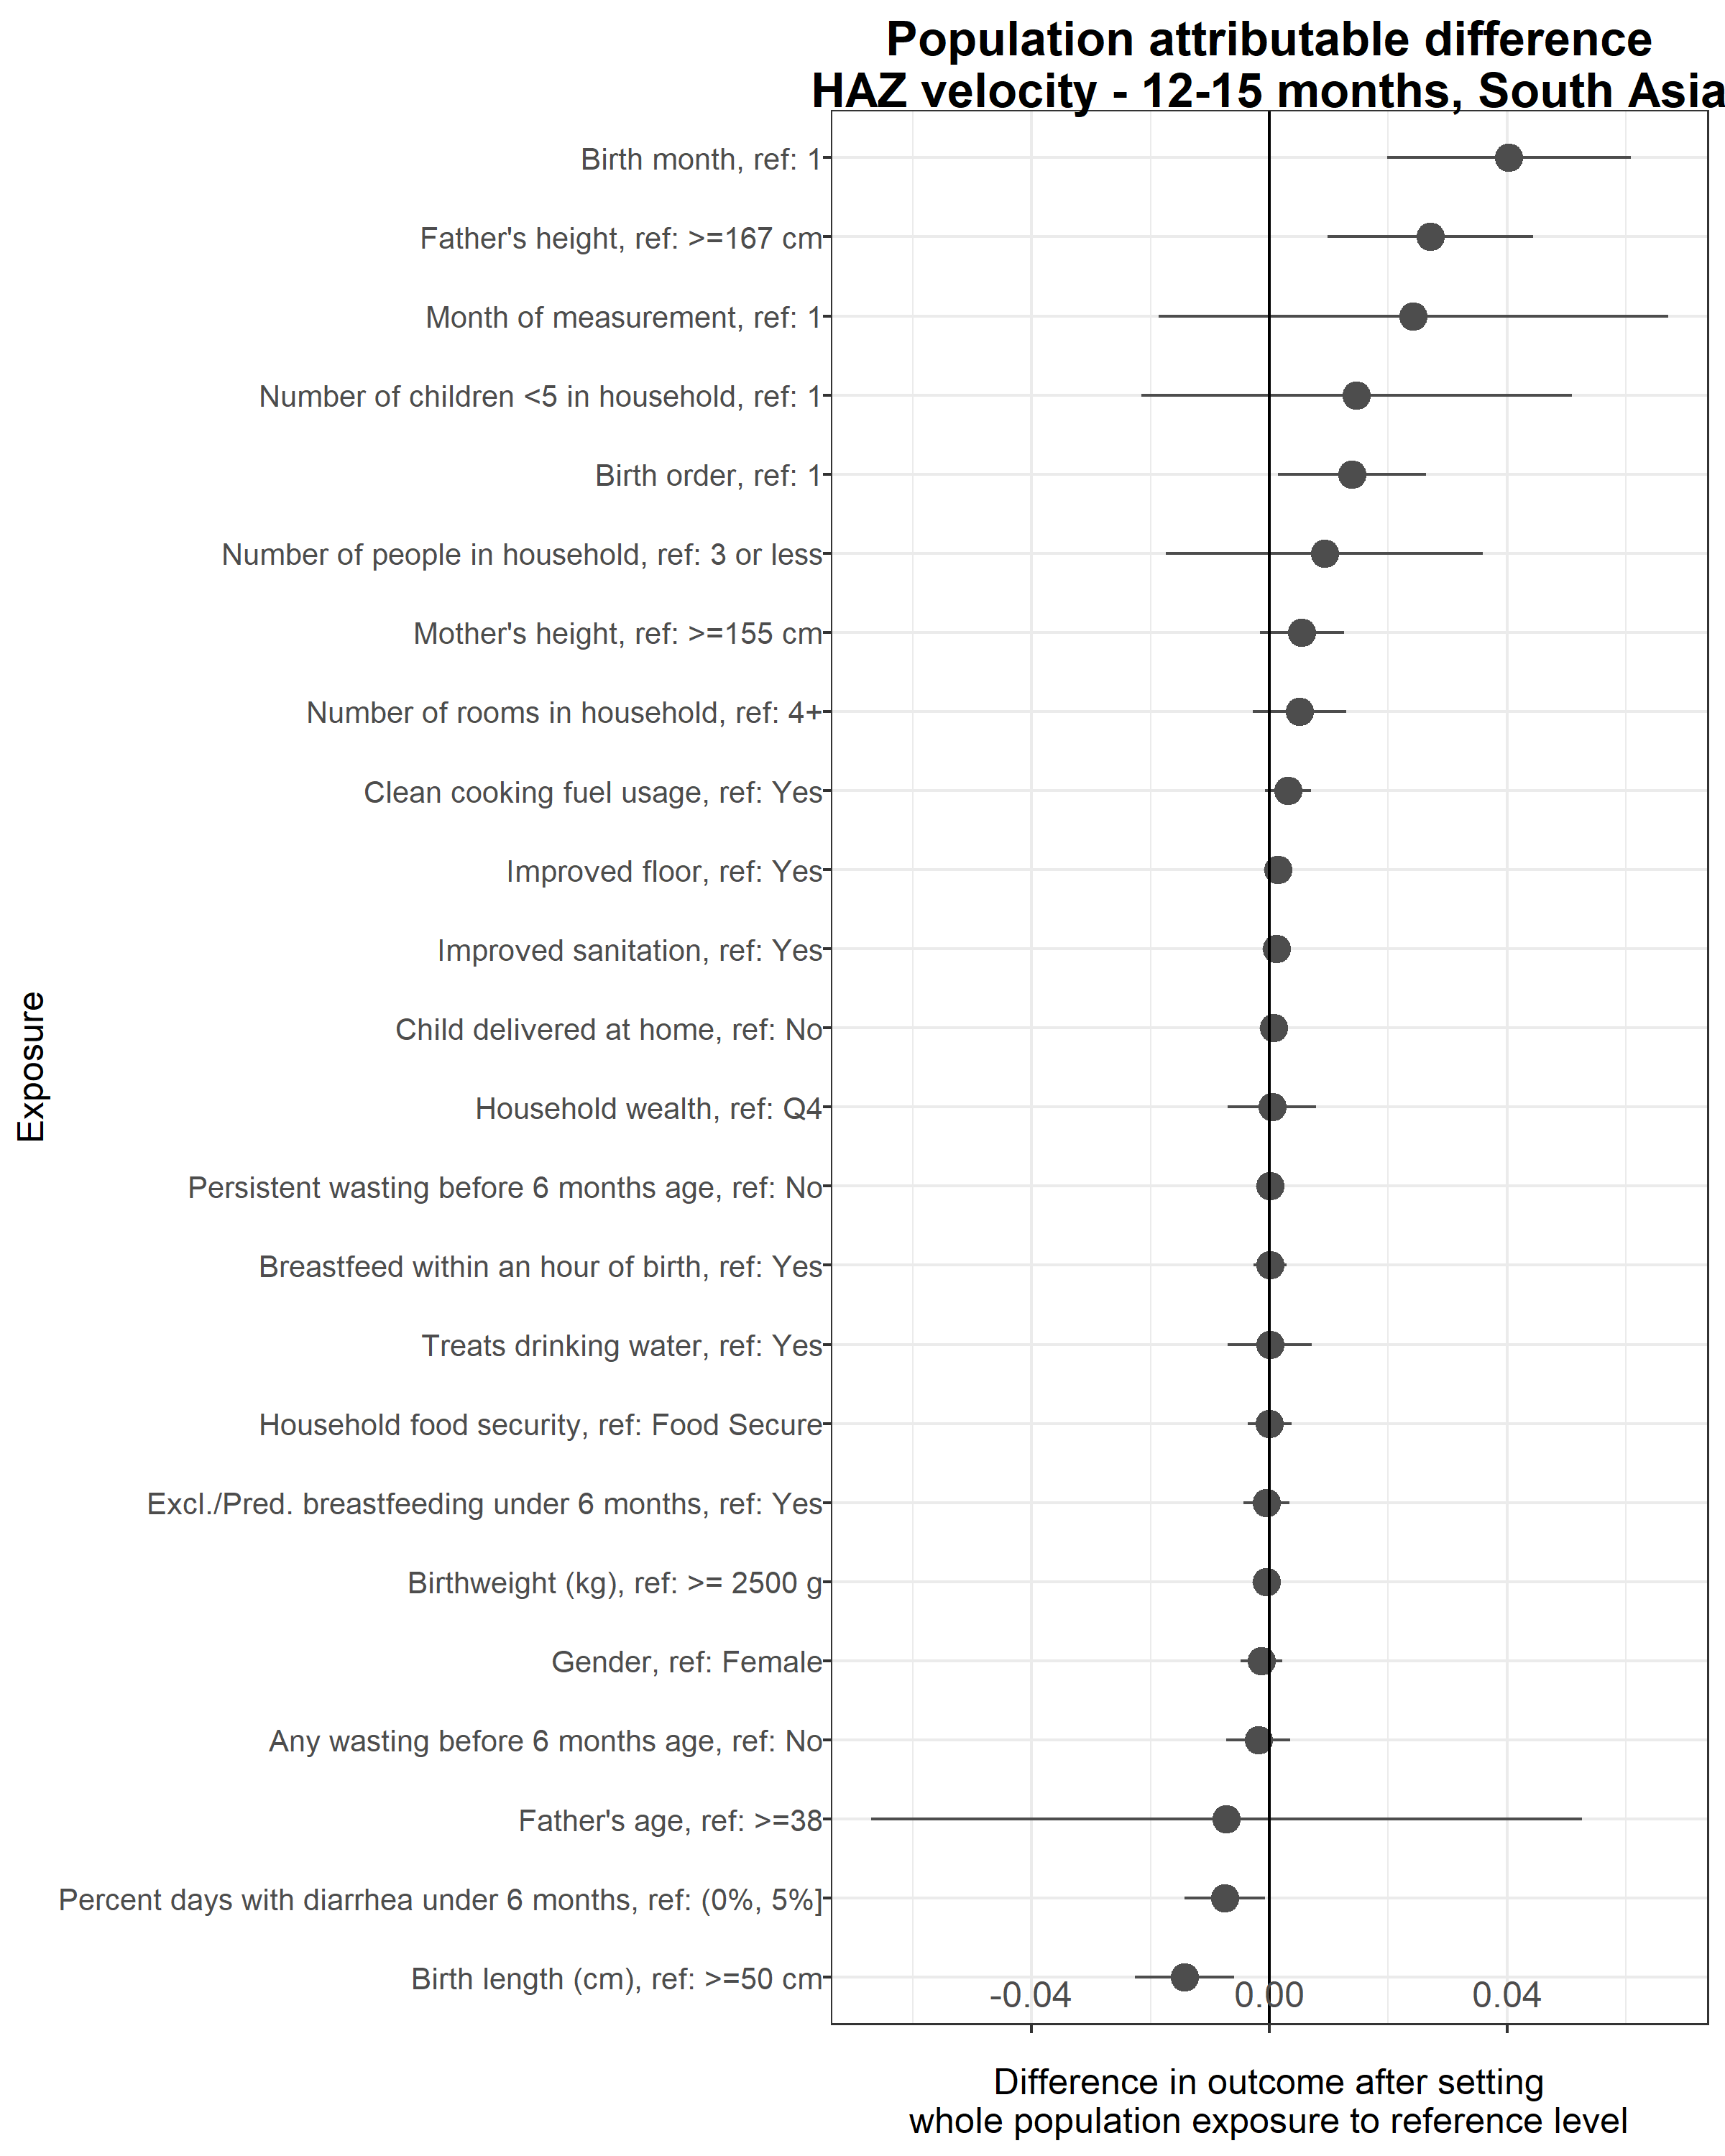 Population attributable difference
HAZ velocity - 12-15 months, South Asia
Birth month, ref: 1
Father's height, ref: >=167 cm
Month of measurement, ref: 1
Number of children <5 in household, ref: 1
Birth order, ref: 1
Number of people in household, ref: 3 or less
Mother's height, ref: >=155 cm
Number of rooms in household, ref: 4+
Clean cooking fuel usage, ref: Yes
Improved floor, ref: Yes
Improved sanitation, ref: Yes
Child delivered at home, ref: No
Household wealth, ref: Q4
Persistent wasting before 6 months age, ref: No
Breastfeed within an hour of birth, ref: Yes
Treats drinking water, ref: Yes
Household food security, ref: Food Secure
Excl./Pred. breastfeeding under 6 months, ref: Yes
Birthweight (kg), ref: >= 2500 g
Gender, ref: Female
Any wasting before 6 months age, ref: No
Father's age, ref: >=38
Percent days with diarrhea under 6 months, ref: (0%, 5%]
Birth length (cm), ref: >=50 cm
Exposure
-0.04 0.00 0.04
Difference in outcome after setting
whole population exposure to reference level